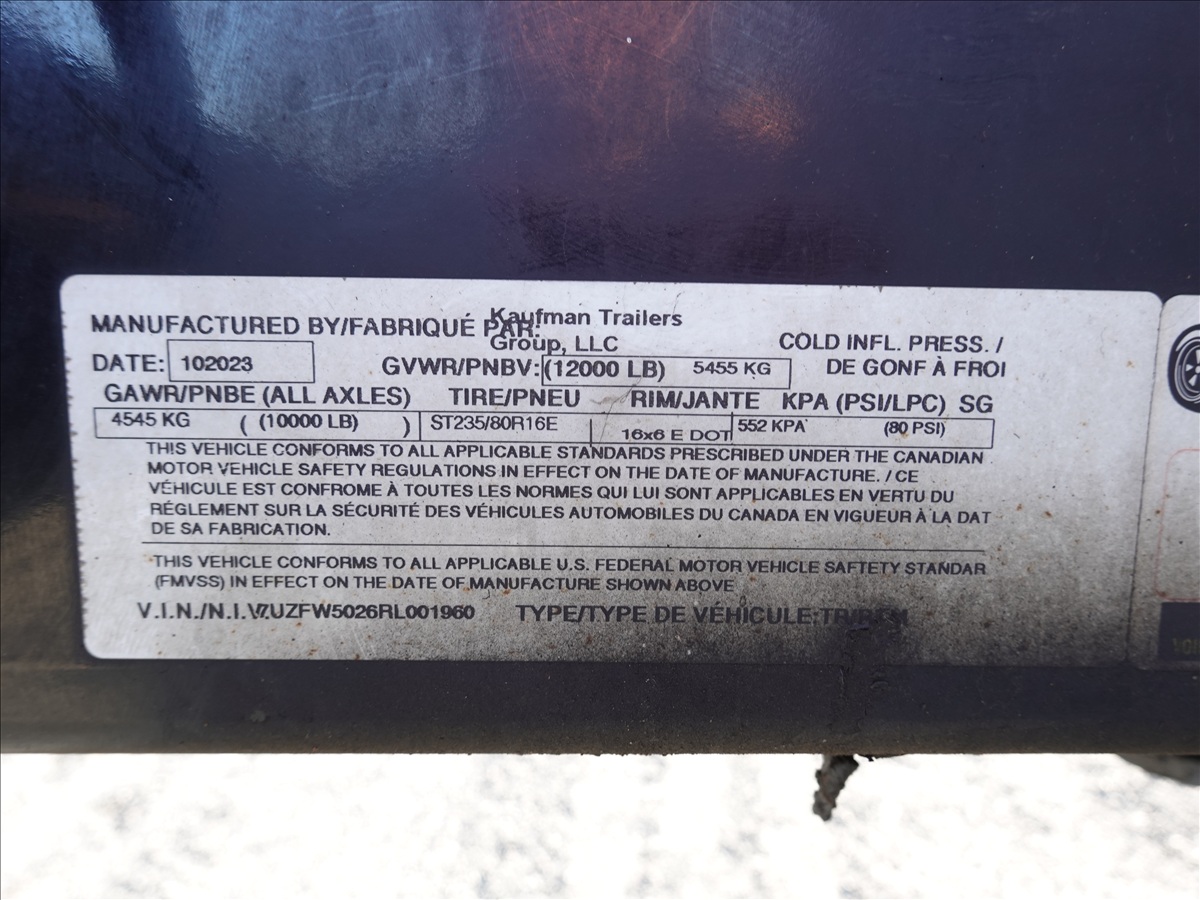 MANUFACTURED BY/FABRIQUÉ PAR: Kaufman Trailers
Group, LLC
COLD INFL. PRESS. /
DATE: 102023 GVWR/PNBV: (12000 LB) 5455 KG DE GONF À FROI
GAWR/PNBE (ALL AXLES) TIRE/PNEU RIM/JANTE KPA (PSI/LPC) SG
4545 KG ( (10000 LB) ) ST235/80R16E 16x6 E DOT 552 KPA (80 PSI)
THIS VEHICLE CONFORMS TO ALL APPLICABLE STANDARDS PRESCRIBED UNDER THE CANADIAN
MOTOR VEHICLE SAFETY REGULATIONS IN EFFECT ON THE DATE OF MANUFACTURE. / CE
VÉHICULE EST CONFROME À TOUTES LES NORMES QUI LUI SONT APPLICABLES EN VERTU DU
RÉGLEMENT SUR LA SÉCURITÉ DES VÉHICULES AUTOMOBILES DU CANADA EN VIGUEUR À LA DAT
DE SA FABRICATION.
THIS VEHICLE CONFORMS TO ALL APPLICABLE U.S. FEDERAL MOTOR VEHICLE SAFTETY STANDAR
(FMVSS) IN EFFECT ON THE DATE OF MANUFACTURE SHOWN ABOVE
V.I.N./N.I.V. 7UZFW5026RL001960 TYPE/TYPE DE VÉHICULE: TR/REM